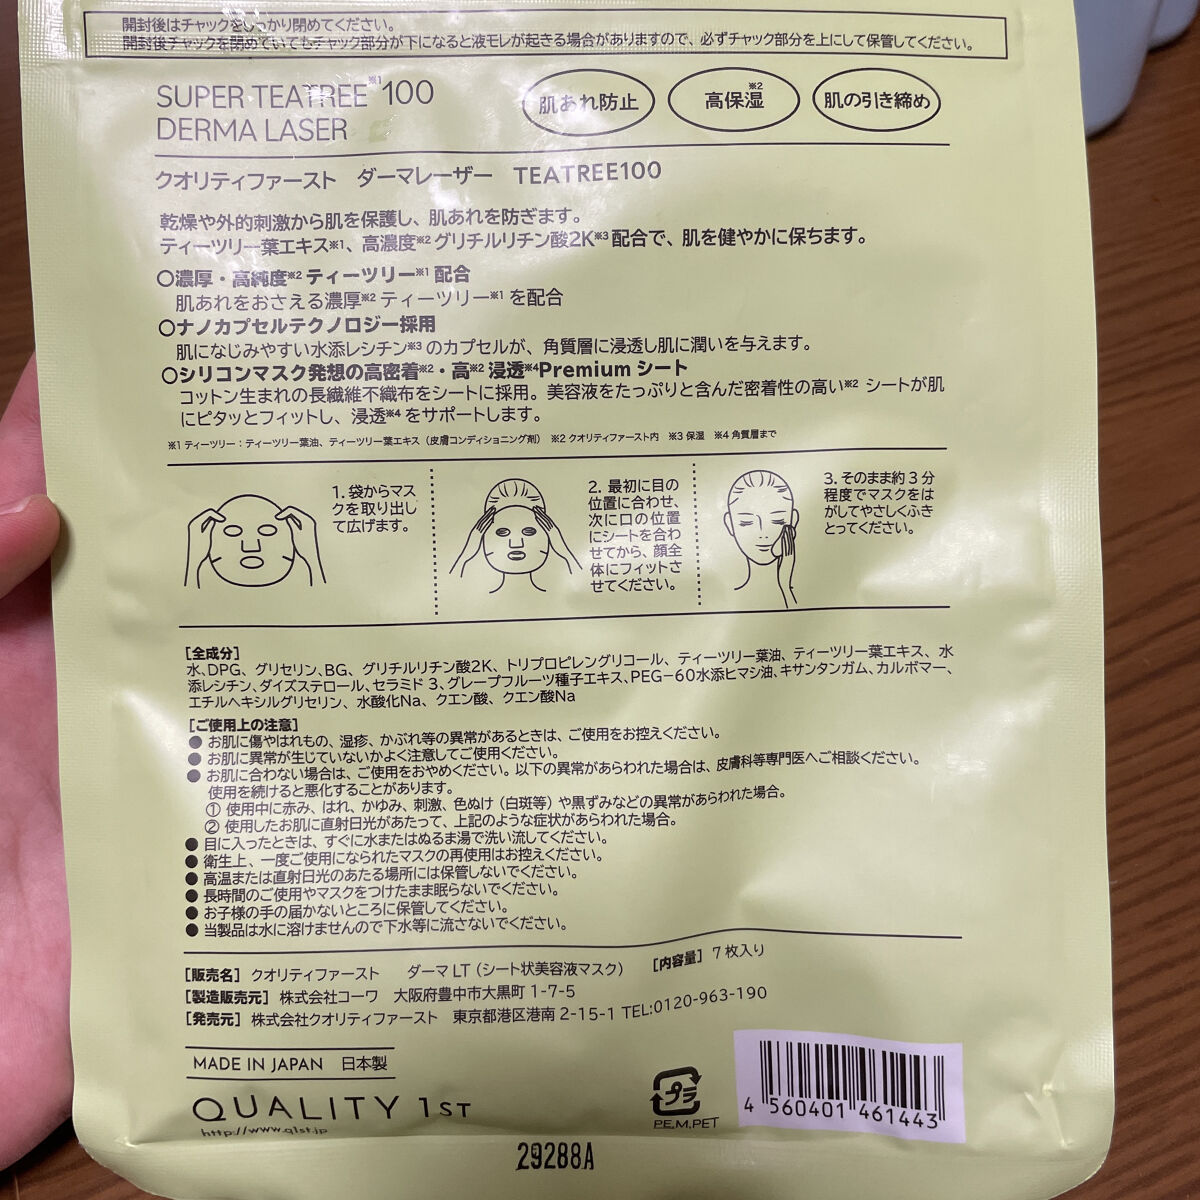 開封後はチャックをしっかり閉めてください。
開封後チャックを閉めていてもチャック部分が下になると液モレが起きる場合がありますので、必ずチャック部分を上にして保管してください。
SUPER TEATREE※1 100
DERMA LASER
肌あれ防止
高保湿※2
肌の引き締め
クオリティファースト ダーマレーザー TEATREE100
乾燥や外的刺激から肌を保護し、肌あれを防ぎます。
ティーツリー葉エキス※1、高濃度※2 グリチルリチン酸2K※3 配合で、肌を健やかに保ちます。
○濃厚・高純度※2 ティーツリー※1 配合
肌あれをおさえる濃厚※2 ティーツリー※1 を配合
○ナノカプセルテクノロジー採用
肌になじみやすい水添レシチン※3 のカプセルが、角質層に浸透し肌に潤いを与えます。
○シリコンマスク発想の高密着※2・高※2 浸透※4Premium シート
コットン生まれの長繊維不織布をシートに採用。美容液をたっぷりと含んだ密着性の高い※2 シートが肌
にピタッとフィットし、浸透※4 をサポートします。
※1 ティーツリー：ティーツリー葉油、ティーツリー葉エキス（皮膚コンディショニング剤） ※2 クオリティファースト内 ※3 保湿 ※4 角質層まで
1. 袋からマス
クを取り出し
て広げます。
2. 最初に目の
位置に合わせ、
次に口の位置
にシートを合わ
せてから、顔全
体にフィットさ
せてください。
3. そのまま約3分
程度でマスクをは
がしてやさしくふき
とってください。
[全成分]
水、DPG、グリセリン、BG、グリチルリチン酸2K、トリプロピレングリコール、ティーツリー葉油、ティーツリー葉エキス、水
添レシチン、ダイズステロール、セラミド 3、グレープフルーツ種子エキス、PEG-60水添ヒマシ油、キサンタンガム、カルボマー、
エチルヘキシルグリセリン、水酸化Na、クエン酸、クエン酸Na
[ご使用上の注意]
● お肌に傷やはれもの、湿疹、かぶれ等の異常があるときは、ご使用をお控えください。
● お肌に異常が生じていないかよく注意してご使用ください。
● お肌に合わない場合は、ご使用をおやめください。以下の異常があらわれた場合は、皮膚科等専門医へご相談ください。
使用を続けると悪化することがあります。
① 使用中に赤み、はれ、かゆみ、刺激、色ぬけ（白斑等）や黒ずみなどの異常があらわれた場合。
② 使用したお肌に直射日光があたって、上記のような症状があらわれた場合。
● 目に入ったときは、すぐに水またはぬるま湯で洗い流してください。
● 衛生上、一度ご使用になられたマスクの再使用はお控えください。
● 高温または直射日光のあたる場所には保管しないでください。
● 長時間のご使用やマスクをつけたまま眠らないでください。
● お子様の手の届かないところに保管してください。
● 当製品は水に溶けませんので下水等に流さないでください。
[販売名] クオリティファースト ダーマ LT（シート状美容液マスク） [内容量] 7 枚入り
[製造販売元] 株式会社コーワ 大阪府豊中市大黒町 1-7-5
[発売元] 株式会社クオリティファースト 東京都港区港南 2-15-1 TEL:0120-963-190
MADE IN JAPAN 日本製
QUALITY 1ST
http://www.q1st.jp
プラ
PE,M,PET
4 560401 461443
29288A